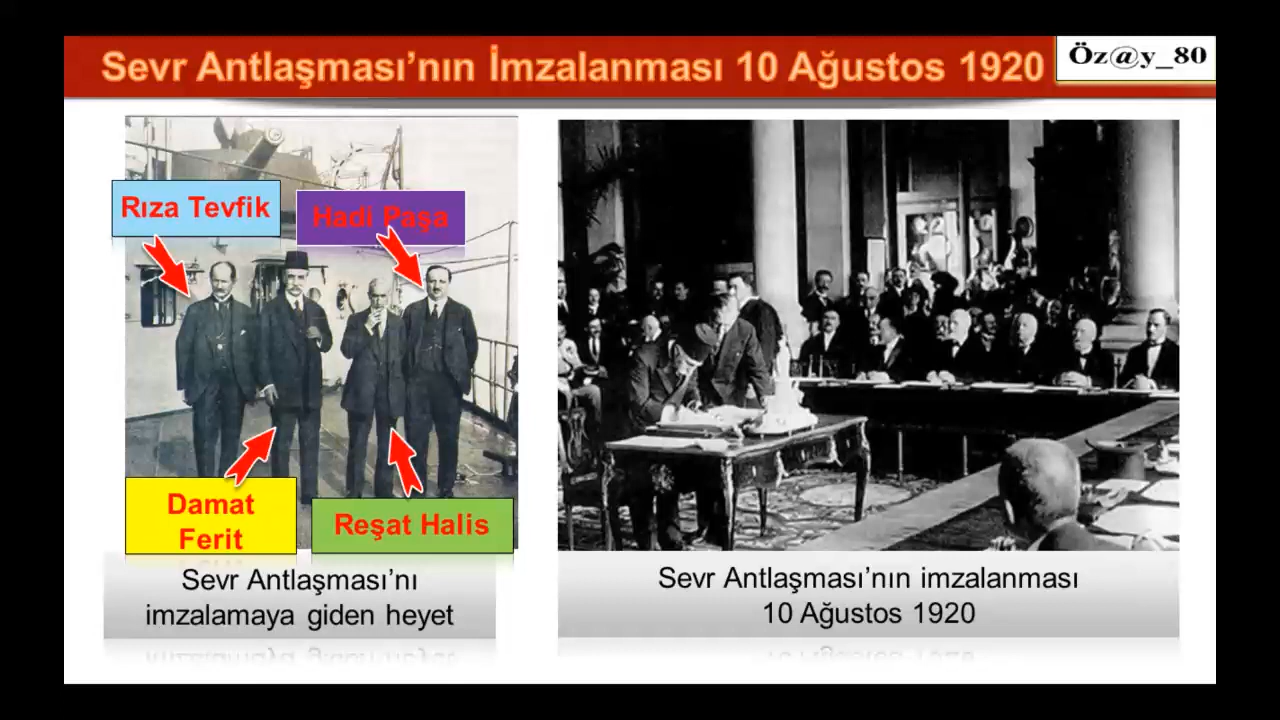 Sevr Antlaşması’nın İmzalanması 10 Ağustos 1920
Öz@y_80
Rıza Tevfik
Hadi Paşa
Damat
Ferit
Reşat Halis
Sevr Antlaşması’nı
imzalamaya giden heyet
Sevr Antlaşması’nın imzalanması
10 Ağustos 1920